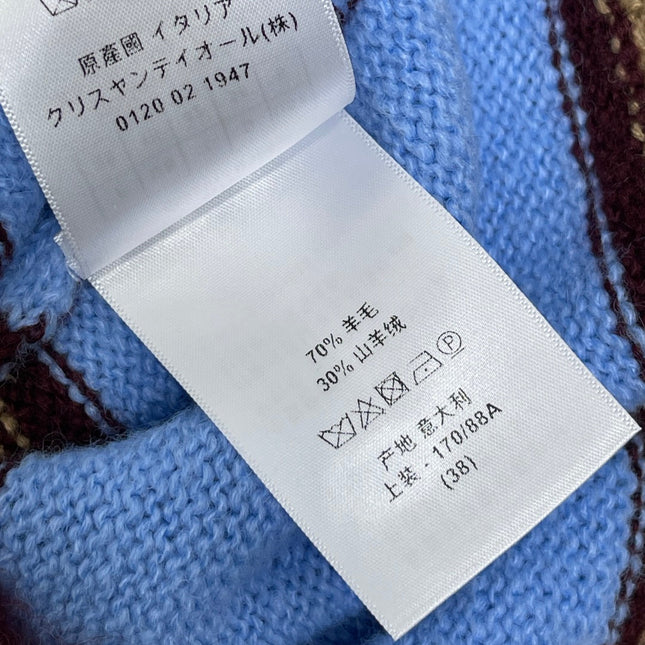 原産國 イタリア
クリスヤンデイオール(株)
0120 02 1947
70% 羊毛
30% 山羊绒
产地 意大利
上装 - 170/88A
(38)